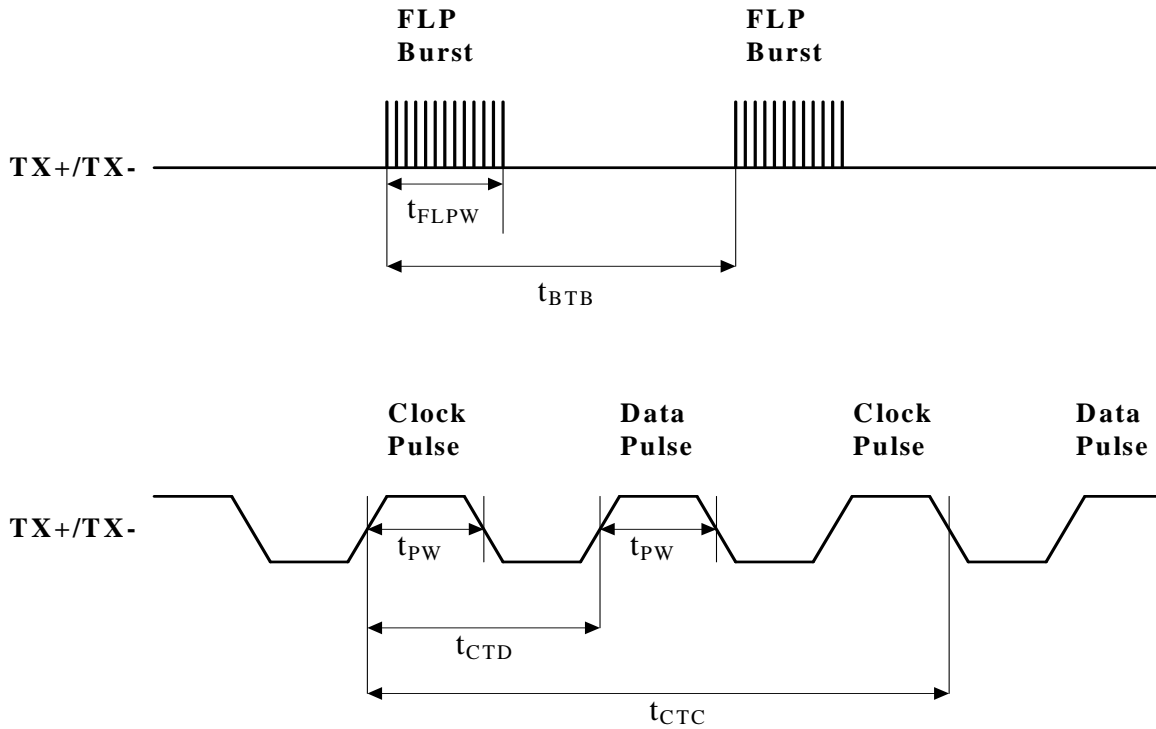 FLP
Burst
FLP
Burst
TX+/TX-
tFLPW
tBTB
Clock
Pulse
Data
Pulse
Clock
Pulse
Data
Pulse
TX+/TX-
tPW
tPW
tCTD
tCTC